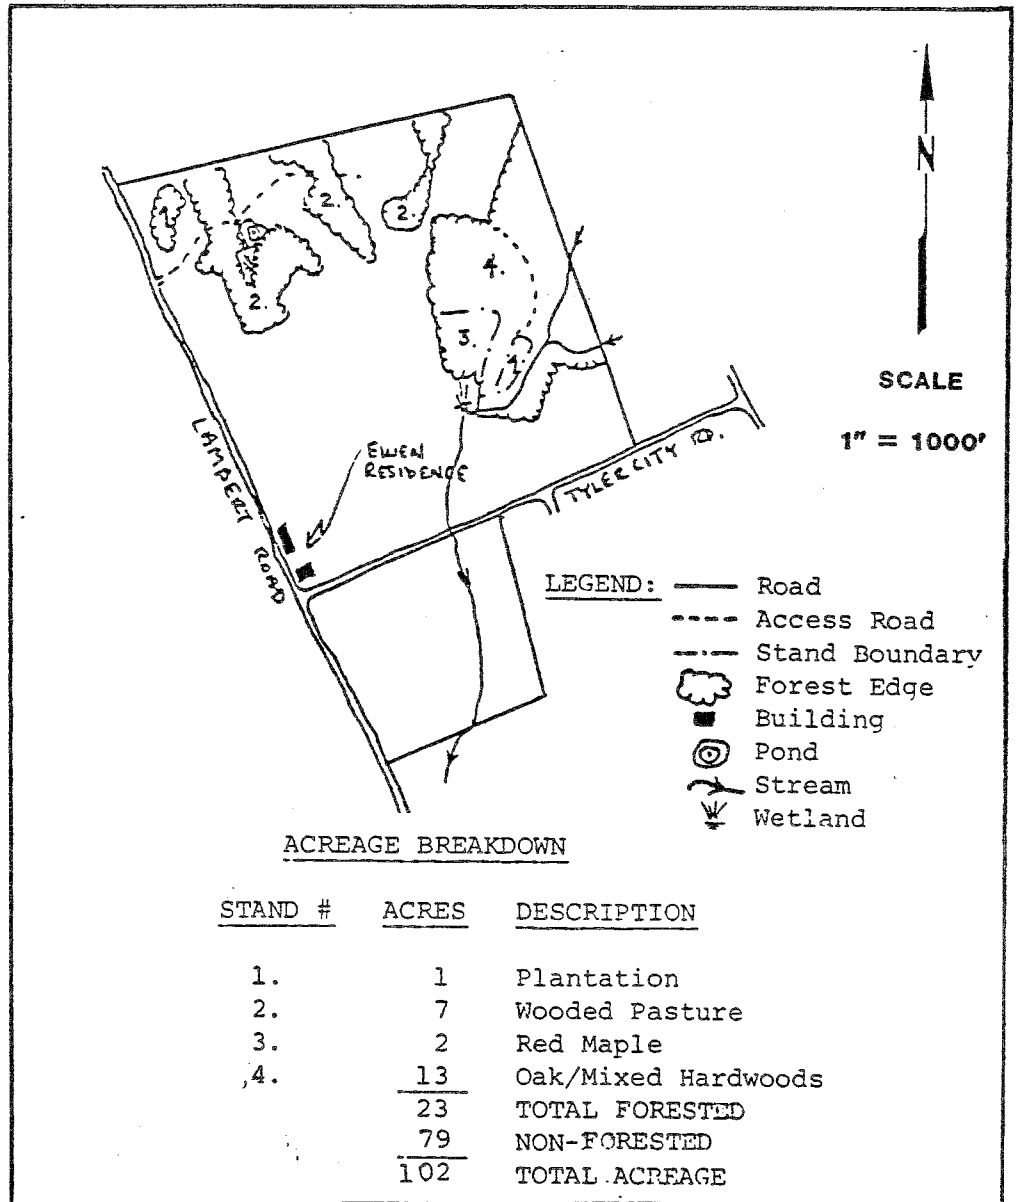 N
1.
2.
2.
2.
4.
3.
4.
SCALE
1" = 1000'
LAMBERT ROAD
EWEN
RESIDENCE
TYLER CITY RD.
LEGEND:
Road
Access Road
Stand Boundary
Forest Edge
Building
Pond
Stream
Wetland
ACREAGE BREAKDOWN
STAND # ACRES DESCRIPTION
1. 1 Plantation
2. 7 Wooded Pasture
3. 2 Red Maple
4. 13 Oak/Mixed Hardwoods
23 TOTAL FORESTED
79 NON-FORESTED
102 TOTAL ACREAGE